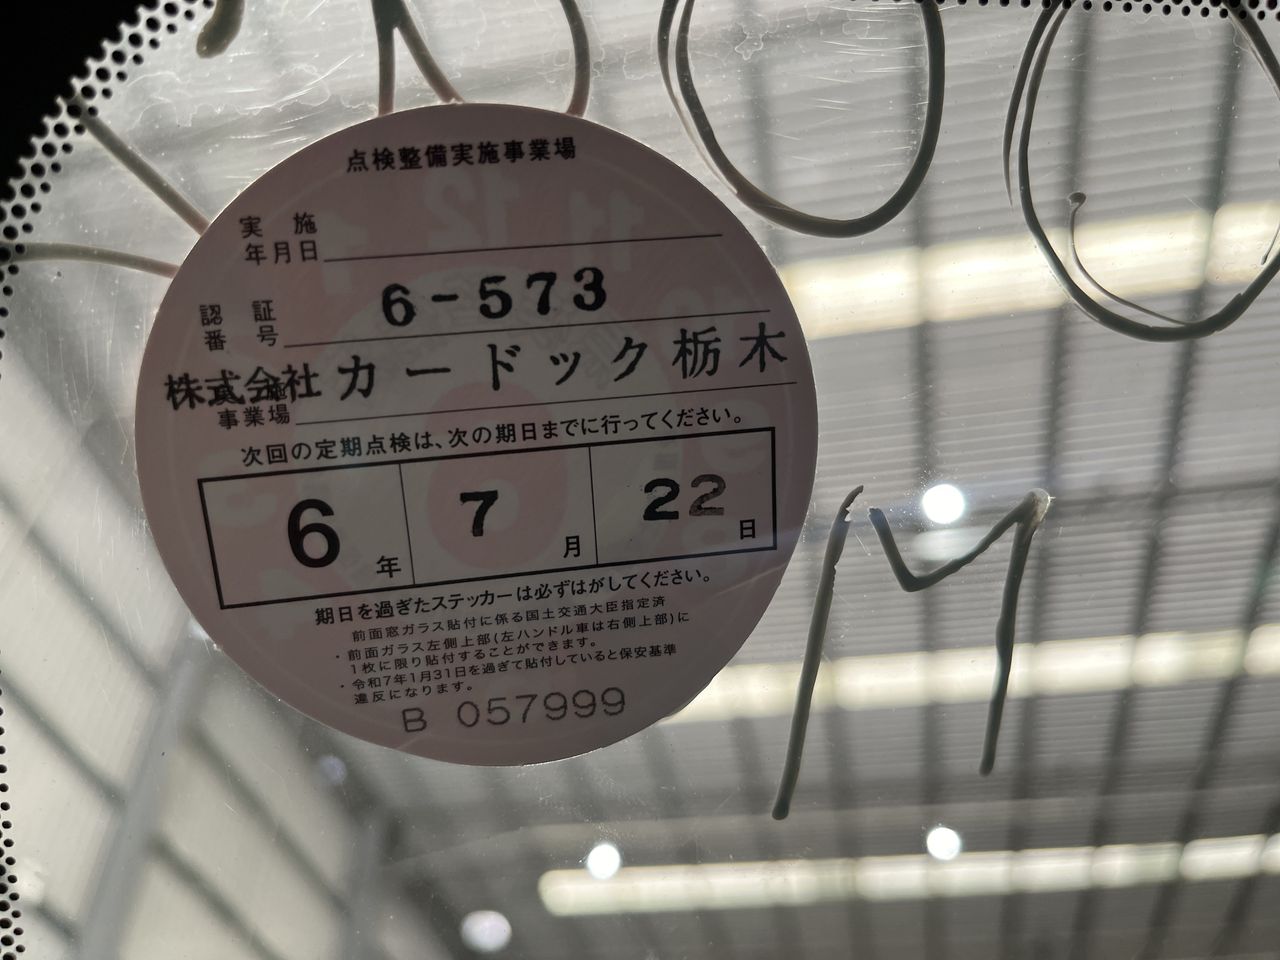 点検整備実施事業場
実施
年月日
認証
番号
6-573
株式会社カードック栃木
事業場
次回の定期点検は、次の期日までに行ってください。
6年 7月 22日
期日を過ぎたステッカーは必ずはがしてください。
前面窓ガラス貼付に係る国土交通大臣指定済
・前面ガラス左側上部(左ハンドル車は右側上部)に
1枚に限り貼付することができます。
・令和7年1月31日を過ぎて貼付していると保安基準
違反になります。
B 057999
M